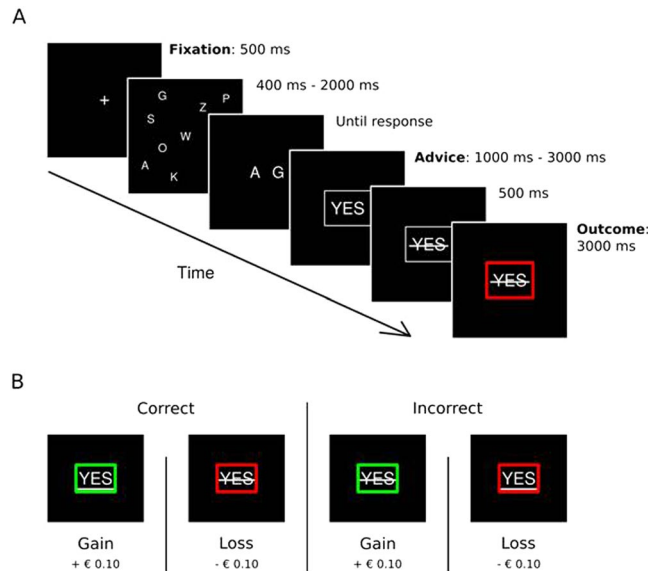 A
Fixation: 500 ms
+
400 ms - 2000 ms
G
P
Z
S
W
O
A
K
Until response
A G
Advice: 1000 ms - 3000 ms
YES
500 ms
YES
Outcome:
3000 ms
YES
Time
B
Correct
Incorrect
YES
YES
YES
YES
Gain
Loss
Gain
Loss
+ € 0.10
- € 0.10
+ € 0.10
- € 0.10